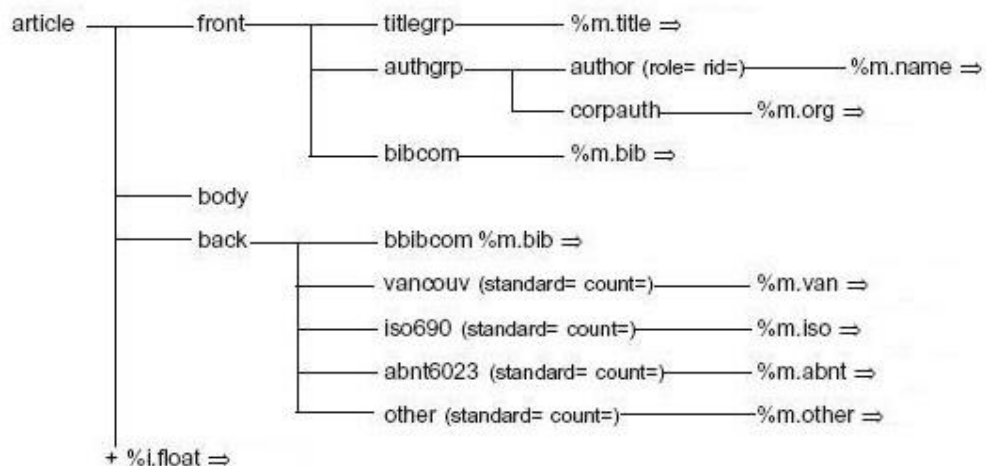 article front titlegrp %m.title ⇒
authgrp author (role= rid=) %m.name ⇒
corpauth %m.org ⇒
bibcom %m.bib ⇒
body
back bbibcom %m.bib ⇒
vancouv (standard= count=) %m.van ⇒
iso690 (standard= count=) %m.iso ⇒
abnt6023 (standard= count=) %m.abnt ⇒
other (standard= count=) %m.other ⇒
+ %i.float ⇒